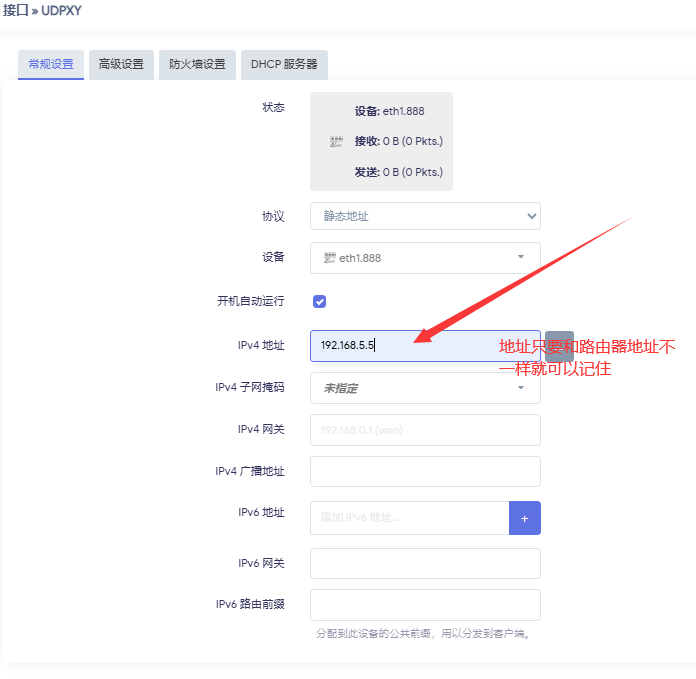 接口 » UDPXY
常规设置 高级设置 防火墙设置 DHCP 服务器
状态
设备: eth1.888
接收: 0 B (0 Pkts.)
发送: 0 B (0 Pkts.)
协议 静态地址
设备 eth1.888
开机自动运行
IPv4 地址 192.168.5.5
地址只要和路由器地址不
一样就可以记住
IPv4 子网掩码 未指定
IPv4 网关 192.168.0.1 (wan)
IPv4 广播地址
IPv6 地址 添加 IPv6 地址... +
IPv6 网关
IPv6 路由前缀
分配到此设备的公共前缀，用以分发到客户端。